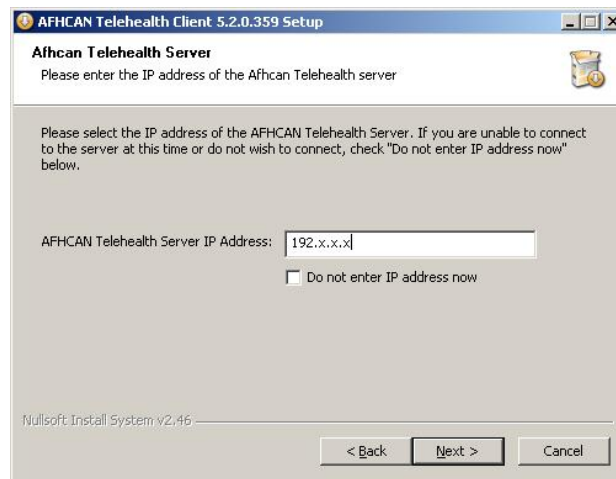 AFHCAN Telehealth Client 5.2.0.359 Setup
Afhcan Telehealth Server
Please enter the IP address of the Afhcan Telehealth server
Please select the IP address of the AFHCAN Telehealth Server. If you are unable to connect
to the server at this time or do not wish to connect, check "Do not enter IP address now"
below.
AFHCAN Telehealth Server IP Address: 192.x.x.x
Do not enter IP address now
Nullsoft Install System v2.46
< Back Next > Cancel